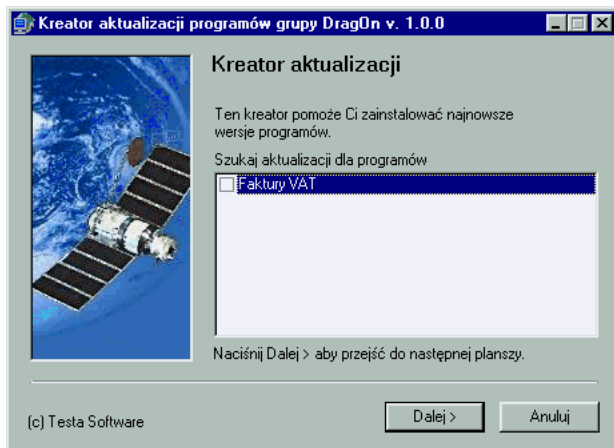 Kreator aktualizacji programów grupy DragOn v. 1.0.0
Kreator aktualizacji
Ten kreator pomoże Ci zainstalować najnowsze
wersje programów.
Szukaj aktualizacji dla programów
Faktury VAT
Naciśnij Dalej > aby przejść do następnej planszy.
(c) Testa Software
Dalej >
Anuluj